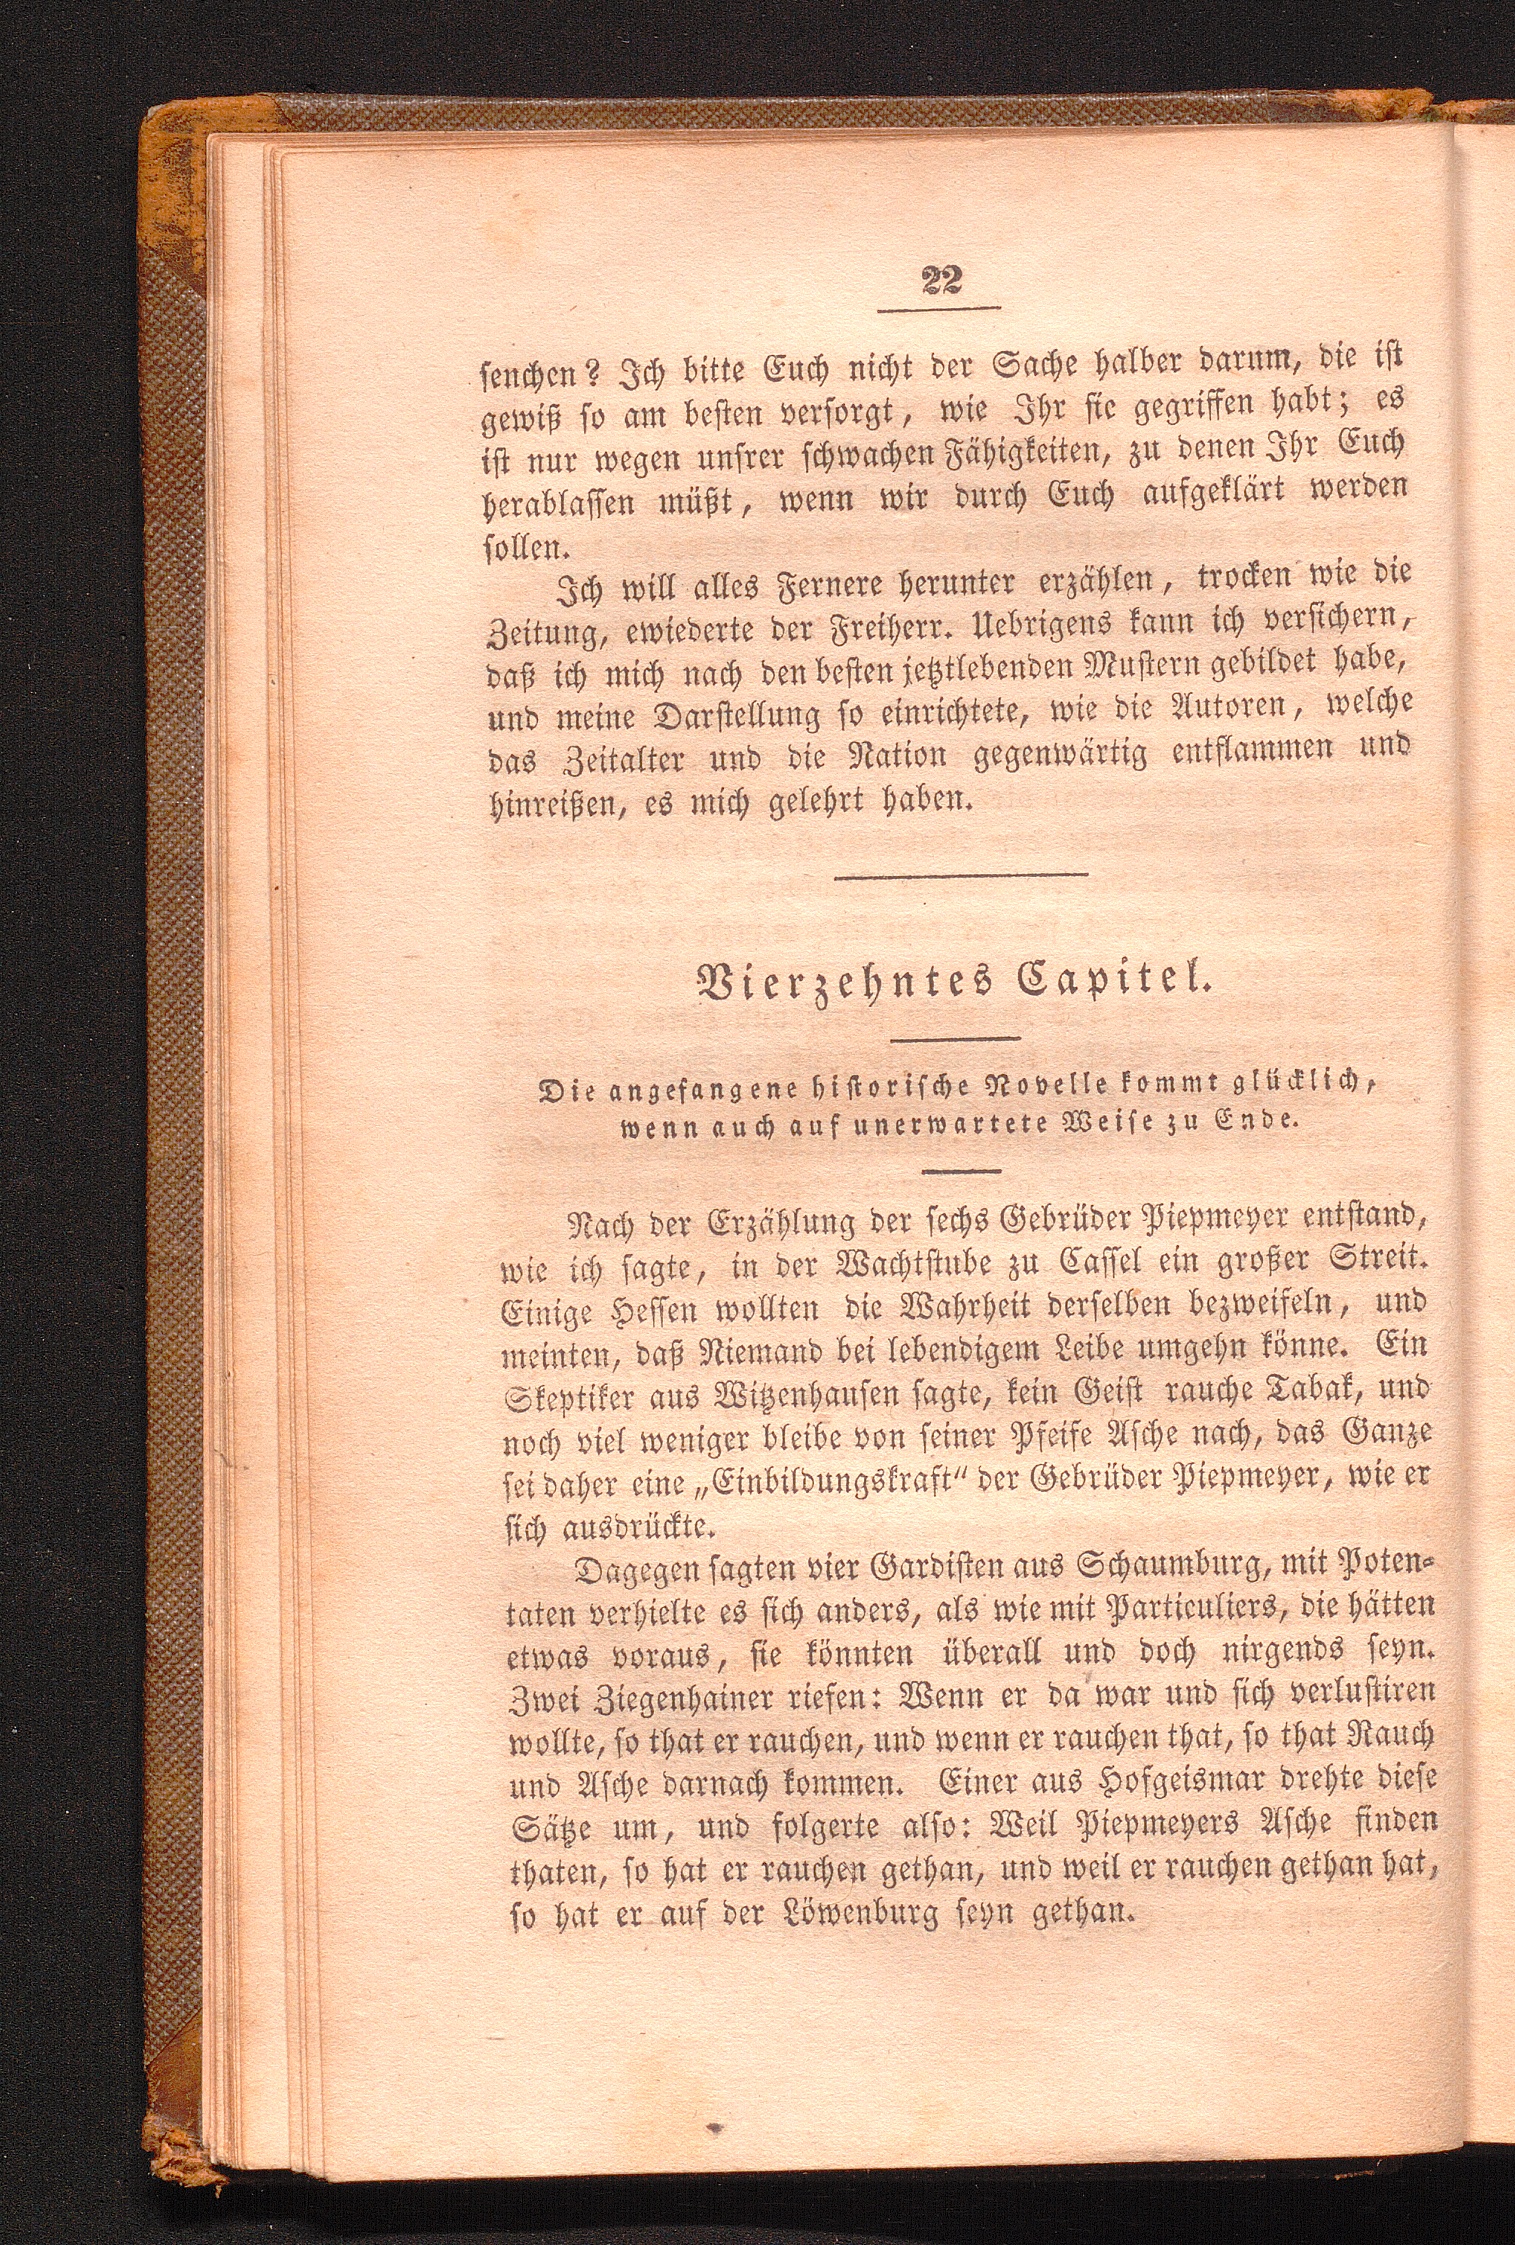 22
senchen? Ich bitte Euch nicht der Sache halber darum, die ist
gewiß so am besten versorgt, wie Ihr sie gegriffen habt; es
ist nur wegen unsrer schwachen Fähigkeiten, zu denen Ihr Euch
herablassen müßt, wenn wir durch Euch aufgeklärt werden
sollen.
Ich will alles Fernere herunter erzählen, trocken wie die
Zeitung, ewiederte der Freiherr. Uebrigens kann ich versichern,
daß ich mich nach den besten jetztlebenden Mustern gebildet habe,
und meine Darstellung so einrichtete, wie die Autoren, welche
das Zeitalter und die Nation gegenwärtig entflammen und
hinreißen, es mich gelehrt haben.
Vierzehntes Capitel.
Die angefangene historische Novelle kommt glücklich,
wenn auch auf unerwartete Weise zu Ende.
Nach der Erzählung der sechs Gebrüder Piepmeyer entstand,
wie ich sagte, in der Wachtstube zu Cassel ein großer Streit.
Einige Hessen wollten die Wahrheit derselben bezweifeln, und
meinten, daß Niemand bei lebendigem Leibe umgehn könne. Ein
Skeptiker aus Witzenhausen sagte, kein Geist rauche Tabak, und
noch viel weniger bleibe von seiner Pfeife Asche nach, das Ganze
sei daher eine „Einbildungskraft“ der Gebrüder Piepmeyer, wie er
sich ausdrückte.
Dagegen sagten vier Gardisten aus Schaumburg, mit Poten-
taten verhielte es sich anders, als wie mit Particuliers, die hätten
etwas voraus, sie könnten überall und doch nirgends seyn.
Zwei Ziegenhainer riefen: Wenn er da war und sich verlustiren
wollte, so that er rauchen, und wenn er rauchen that, so that Rauch
und Asche darnach kommen. Einer aus Hofgeismar drehte diese
Sätze um, und folgerte also: Weil Piepmeyers Asche finden
thaten, so hat er rauchen gethan, und weil er rauchen gethan hat,
so hat er auf der Löwenburg seyn gethan.